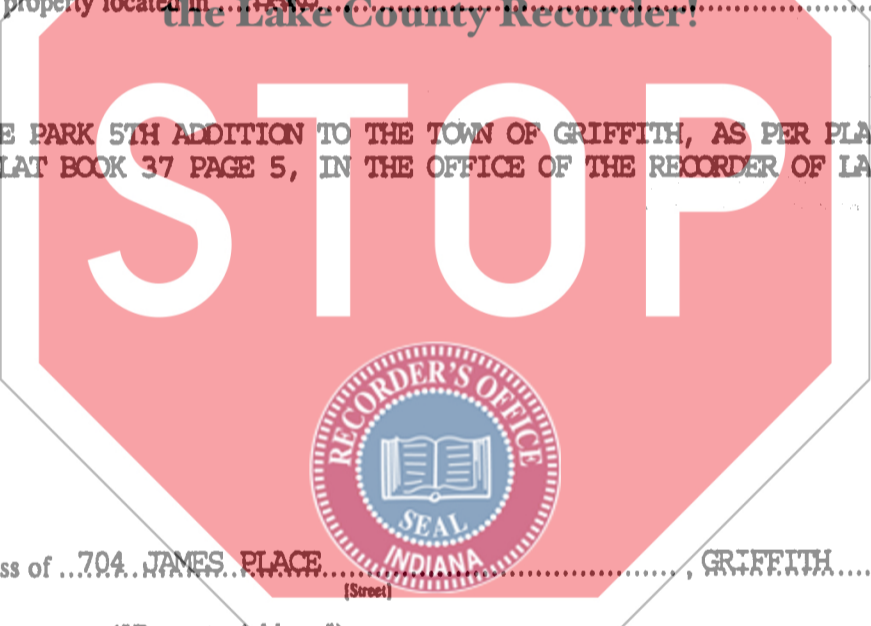 property located in
the Lake County Recorder!
STOP
E PARK 5TH ADDITION TO THE TOWN OF GRIFFITH, AS PER PLA
LAT BOOK 37 PAGE 5, IN THE OFFICE OF THE RECORDER OF LA
RECORDER'S OFFICE
SEAL
INDIANA
ss of ...704 JAMES PLACE..., GRIFFITH...
[Street]